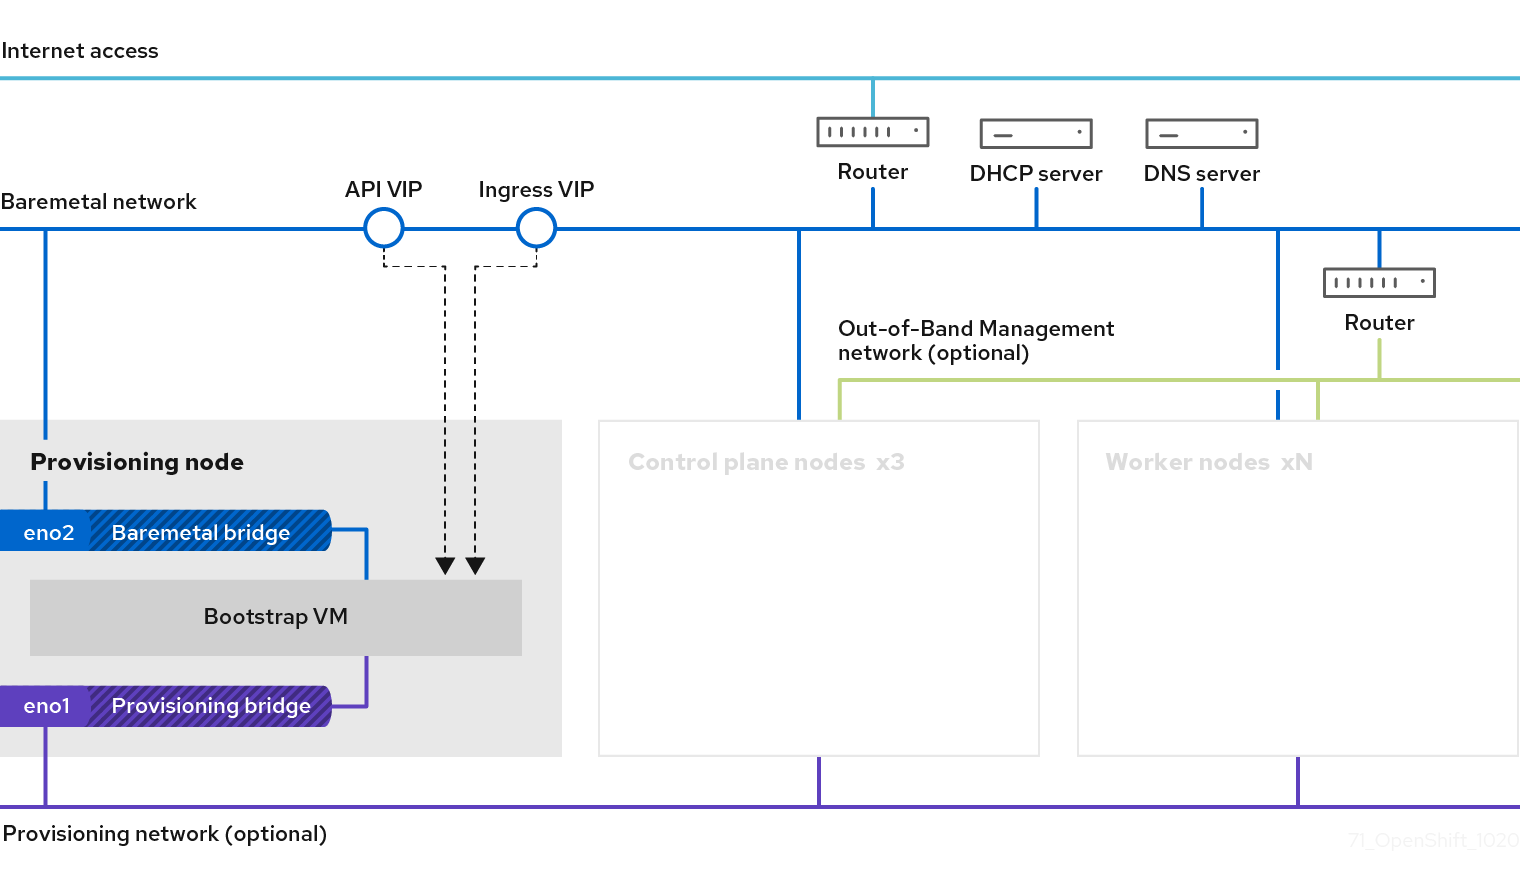 Internet access
Router
DHCP server
DNS server
Baremetal network
API VIP
Ingress VIP
Router
Out-of-Band Management
network (optional)
Provisioning node
Control plane nodes x3
Worker nodes xN
eno2
Baremetal bridge
Bootstrap VM
eno1
Provisioning bridge
Provisioning network (optional)
71_OpenShift_1020